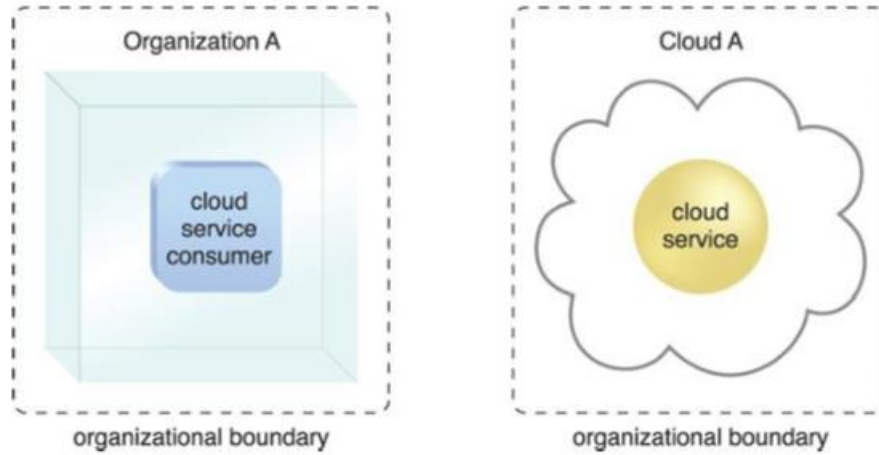 Organization A
cloud
service
consumer
organizational boundary
Cloud A
cloud
service
organizational boundary